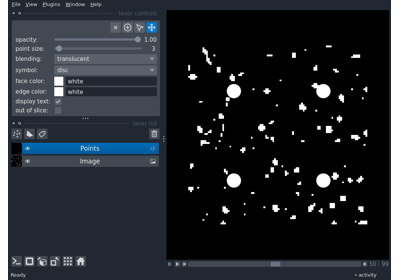 File View Plugins Window Help
layer controls
opacity: 1.00
point size: 3
blending: translucent
symbol: disc
face color: white
edge color: white
display text:
out of slice:
layer list
Points
Image
50 99
Ready
activity